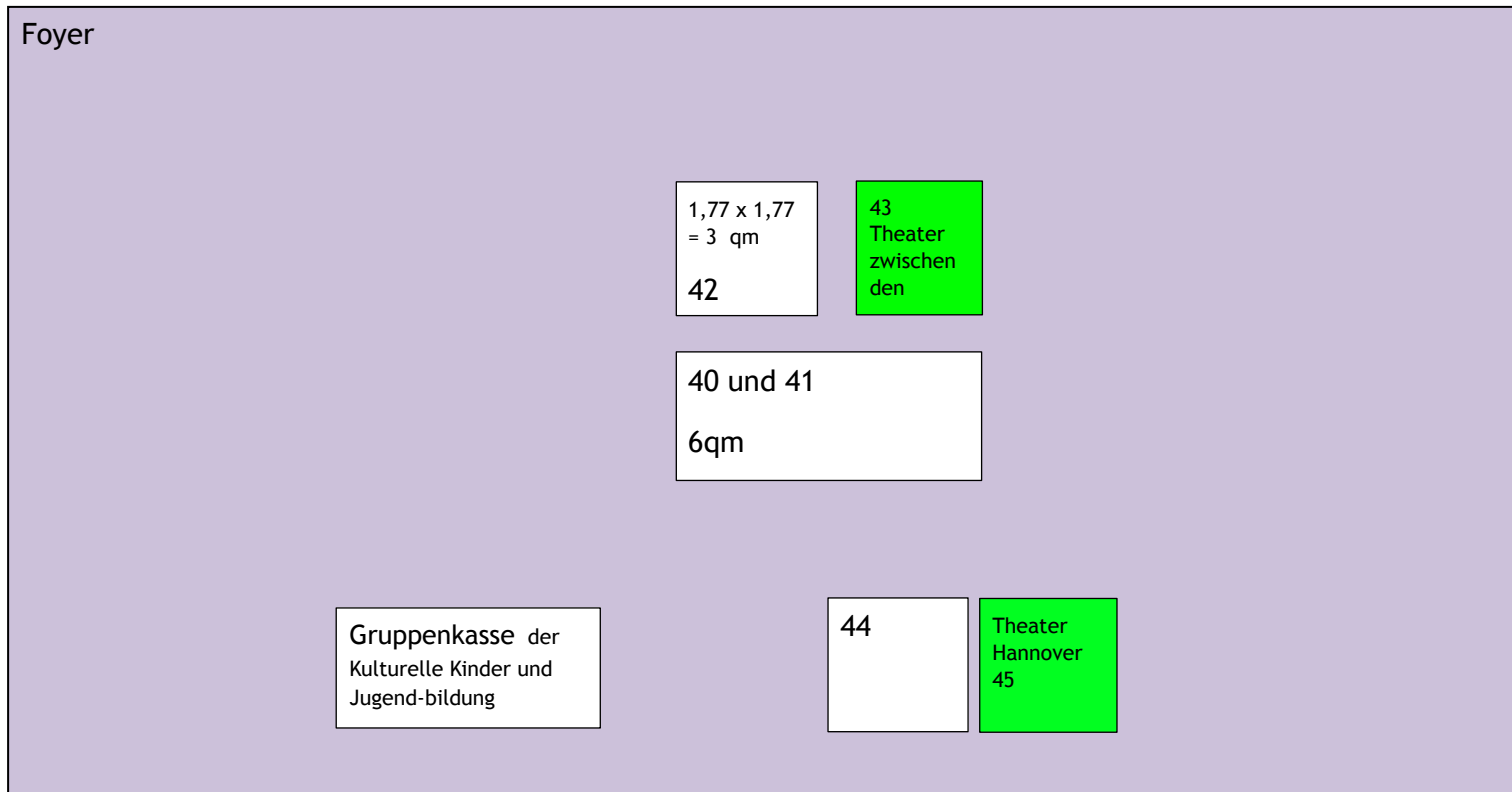 Foyer
1,77 x 1,77
= 3 qm
42
43
Theater
zwischen
den
40 und 41
6qm
Gruppenkasse der
Kulturelle Kinder und
Jugend-bildung
44
Theater
Hannover
45